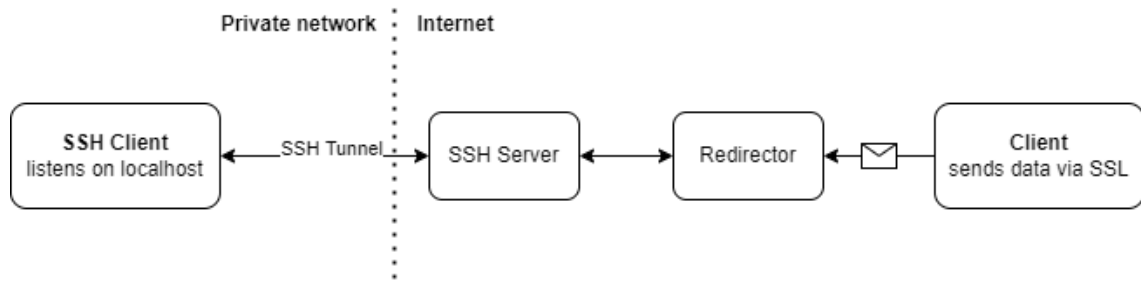 Private network
Internet
SSH Client
listens on localhost
SSH Tunnel
SSH Server
Redirector
Client
sends data via SSL